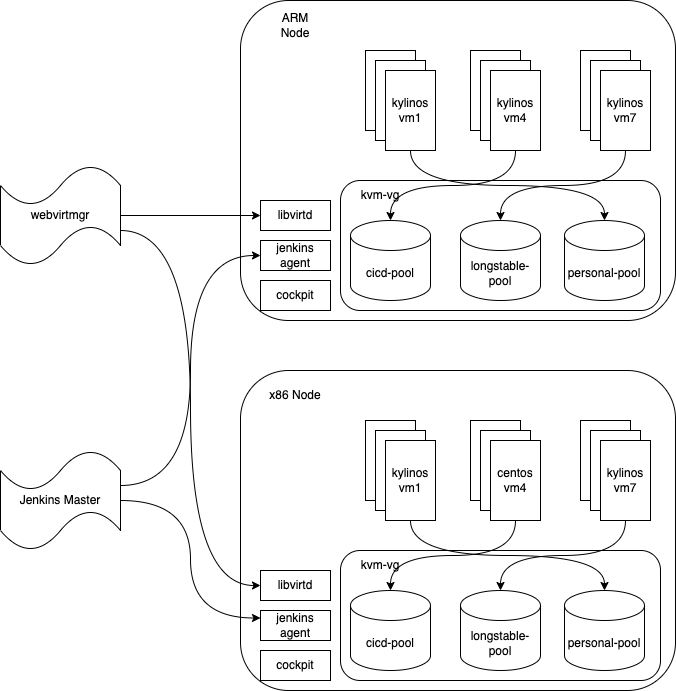 ARM
Node
kylinos
vm1
kylinos
vm4
kylinos
vm7
webvirtmgr
libvirtd
jenkins
agent
cockpit
kvm-vg
cicd-pool
longstable-
pool
personal-pool
x86 Node
kylinos
vm1
centos
vm4
kylinos
vm7
Jenkins Master
libvirtd
jenkins
agent
cockpit
kvm-vg
cicd-pool
longstable-
pool
personal-pool